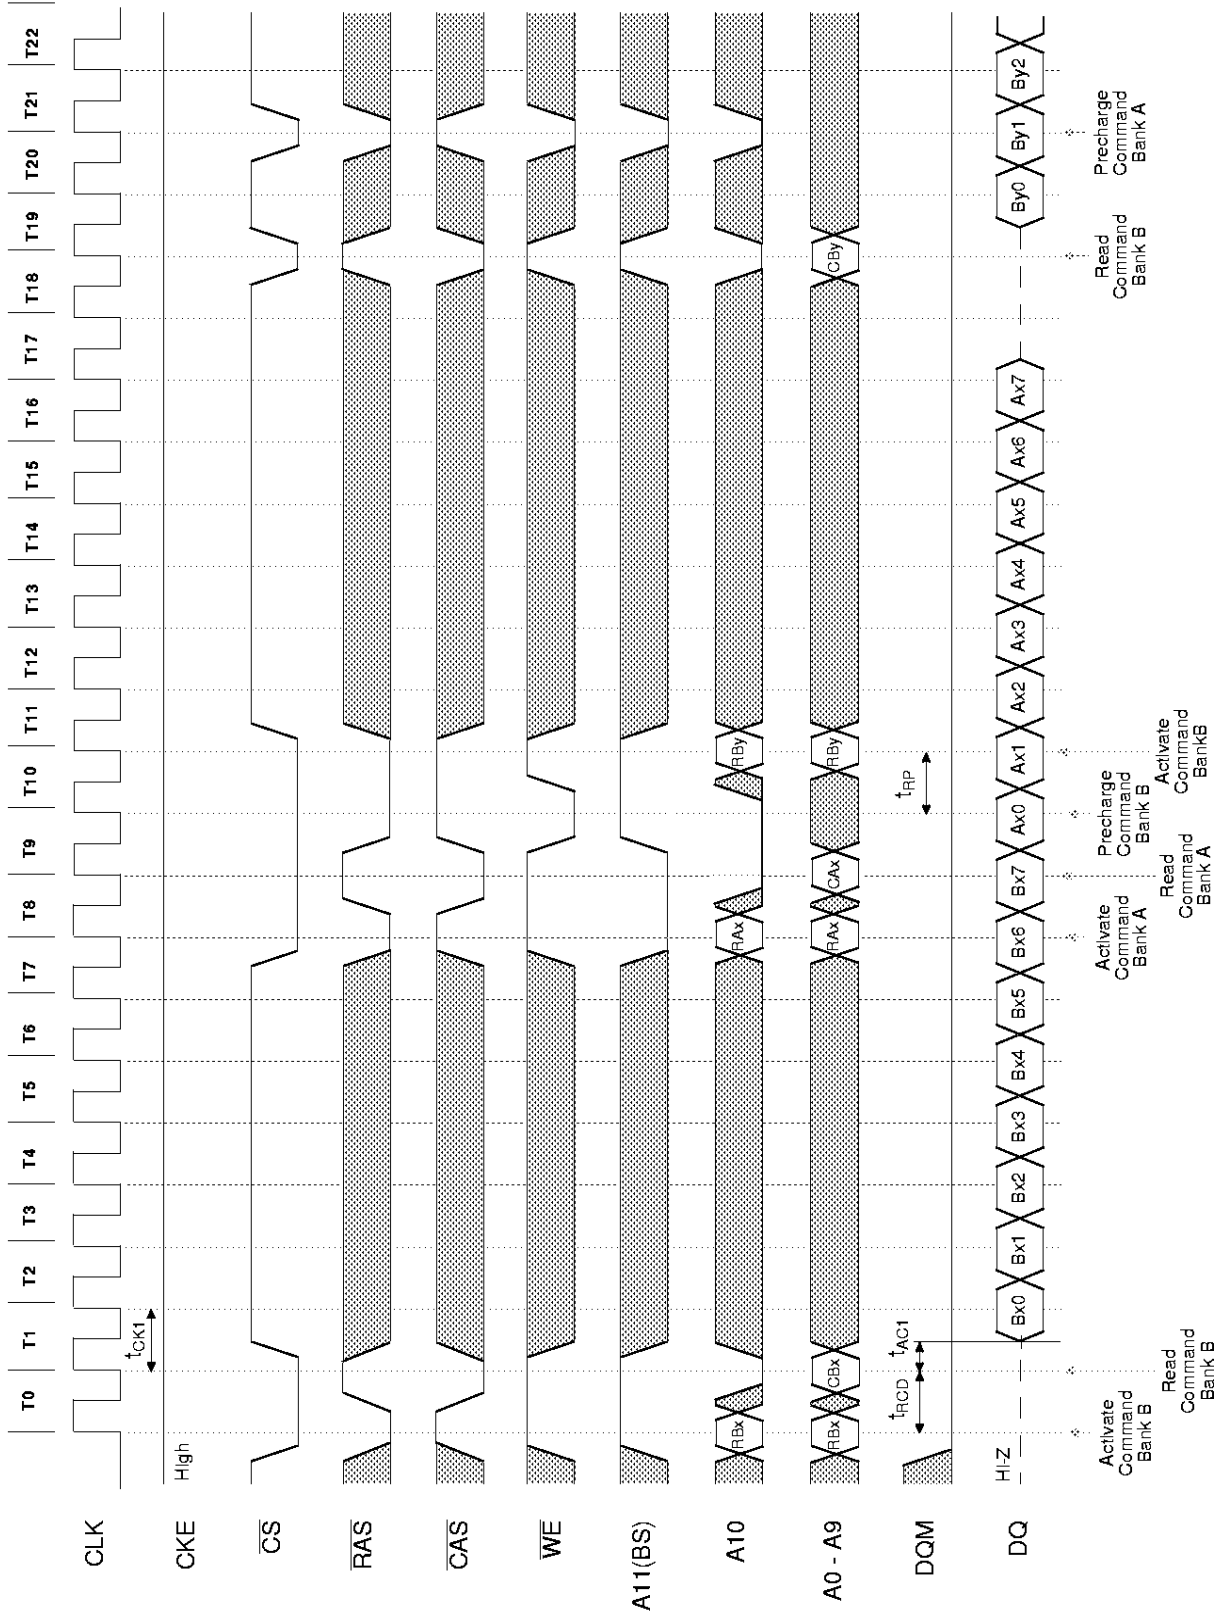 T0 T1 T2 T3 T4 T5 T6 T7 T8 T9 T10 T11 T12 T13 T14 T15 T16 T17 T18 T19 T20 T21 T22
CLK
tCK1
CKE
High
CS
RAS
CAS
WE
A11(BS)
A10
RBx RAx RBy
A0 - A9
RBx CBx RAx CAx RBy CBy
DQM
tRCD tAC1 tRP
DQ
HI-Z
Bx0 Bx1 Bx2 Bx3 Bx4 Bx5 Bx6 Bx7 Ax0 Ax1 Ax2 Ax3 Ax4 Ax5 Ax6 Ax7 By0 By1 By2
Activate
Command
Bank B
Read
Command
Bank B
Activate
Command
Bank A
Read
Command
Bank A
Precharge
Command
Bank B
Activate
Command
BankB
Read
Command
Bank B
Precharge
Command
Bank A